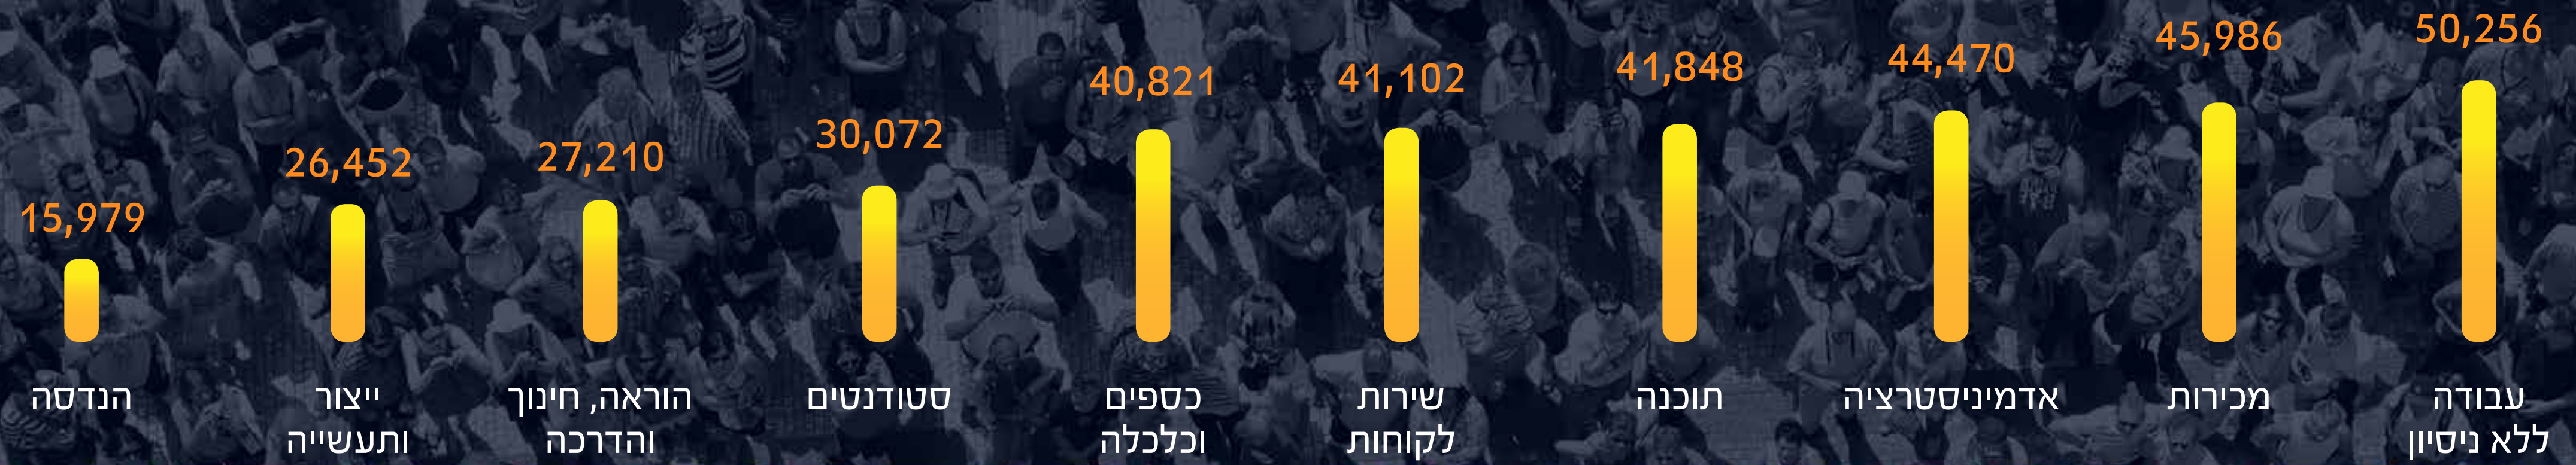 50,256
עבודה
ללא ניסיון
45,986
מכירות
44,470
אדמיניסטרציה
41,848
תוכנה
41,102
שירות
לקוחות
40,821
כספים
וכלכלה
30,072
סטודנטים
27,210
הוראה, חינוך
והדרכה
26,452
ייצור
ותעשייה
15,979
הנדסה